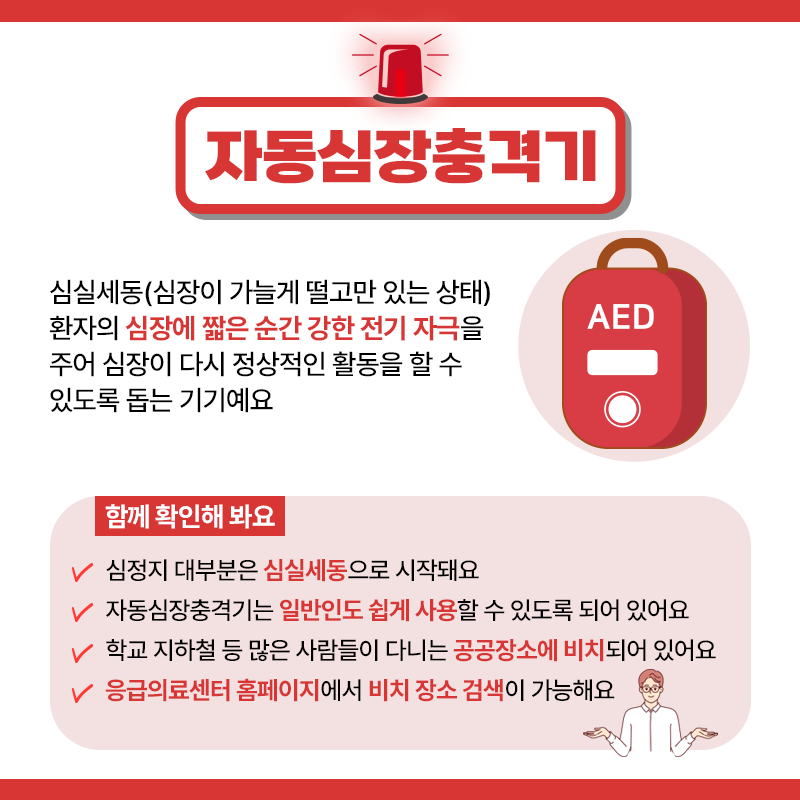 자동심장충격기
심실세동(심장이 가늘게 떨고만 있는 상태)
환자의 심장에 짧은 순간 강한 전기 자극을
주어 심장이 다시 정상적인 활동을 할 수
있도록 돕는 기기예요
AED
함께 확인해 봐요
심정지 대부분은 심실세동으로 시작돼요
자동심장충격기는 일반인도 쉽게 사용할 수 있도록 되어 있어요
학교 지하철 등 많은 사람들이 다니는 공공장소에 비치되어 있어요
응급의료센터 홈페이지에서 비치 장소 검색이 가능해요